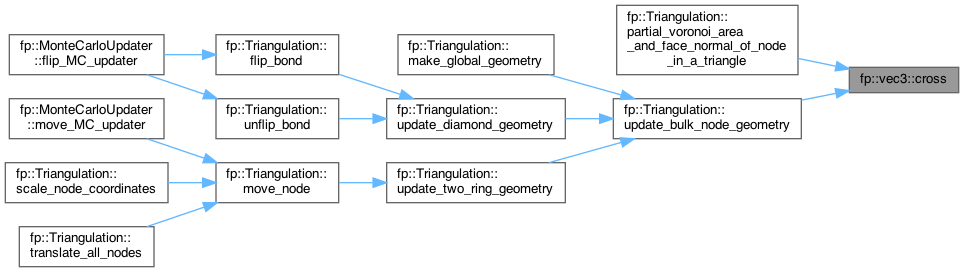 fp::MonteCarloUpdater
::flip_MC_updater
fp::MonteCarloUpdater
::move_MC_updater
fp::Triangulation::
scale_node_coordinates
fp::Triangulation::
translate_all_nodes
fp::Triangulation::
flip_bond
fp::Triangulation::
unflip_bond
fp::Triangulation::
move_node
fp::Triangulation::
make_global_geometry
fp::Triangulation::
update_diamond_geometry
fp::Triangulation::
update_two_ring_geometry
fp::Triangulation::
partial_voronoi_area
_and_face_normal_of_node
_in_a_triangle
fp::Triangulation::
update_bulk_node_geometry
fp::vec3::cross